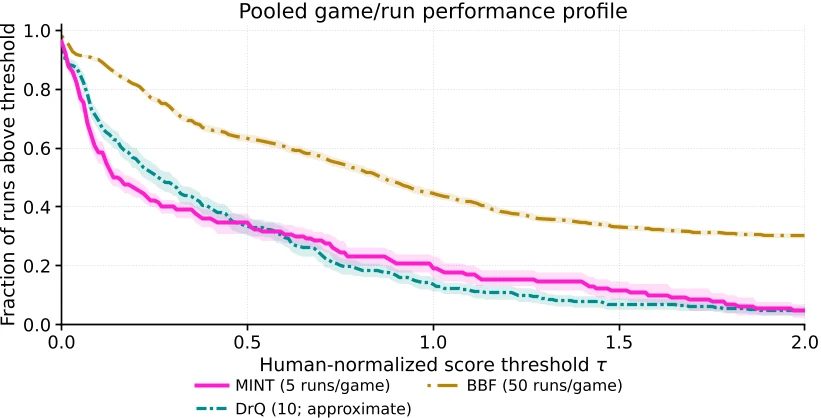 Pooled game/run performance profile
Fraction of runs above threshold
1.0
0.8
0.6
0.4
0.2
0.0
0.0 0.5 1.0 1.5 2.0
Human-normalized score threshold τ
MINT (5 runs/game) BBF (50 runs/game)
DrQ (10; approximate)